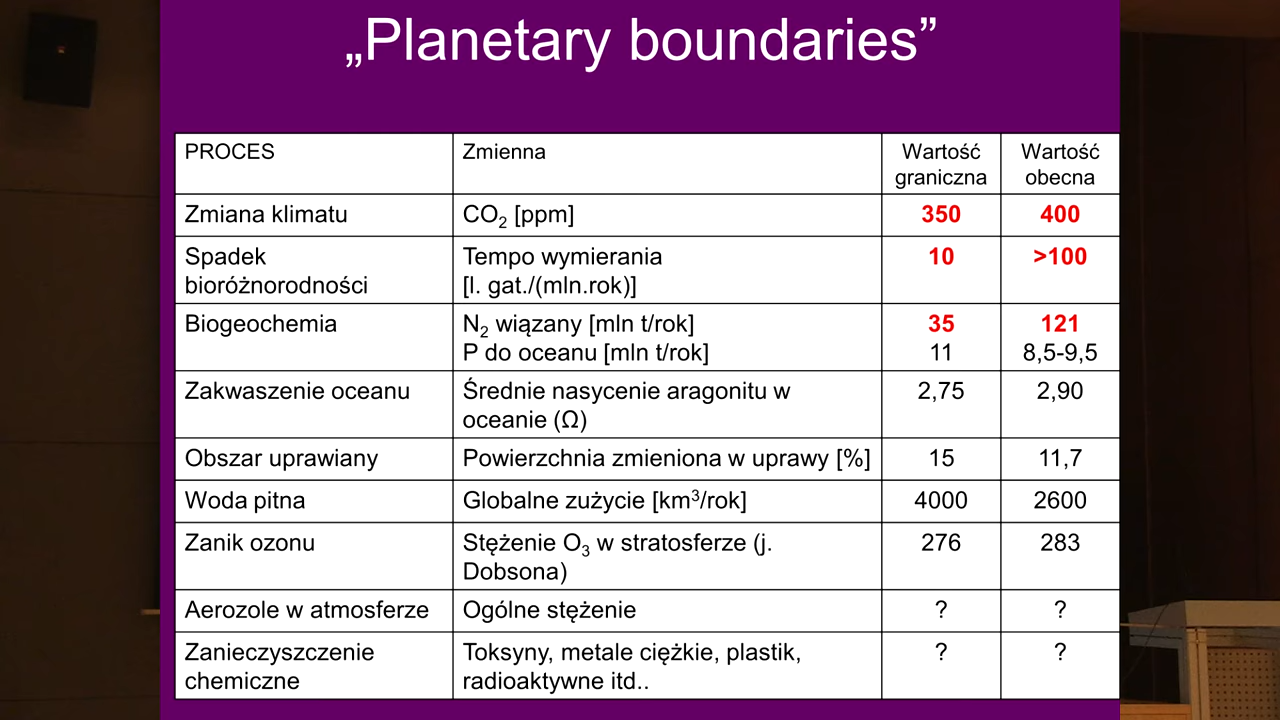 „Planetary boundaries”
PROCES Zmienna Wartość graniczna Wartość obecna
Zmiana klimatu CO₂ [ppm] 350 400
Spadek bioróżnorodności Tempo wymierania [l. gat./(mln.rok)] 10 >100
Biogeochemia N₂ wiązany [mln t/rok] 35 121
P do oceanu [mln t/rok] 11 8,5-9,5
Zakwaszenie oceanu Średnie nasycenie aragonitu w oceanie (Ω) 2,75 2,90
Obszar uprawiany Powierzchnia zmieniona w uprawy [%] 15 11,7
Woda pitna Globalne zużycie [km³/rok] 4000 2600
Zanik ozonu Stężenie O₃ w stratosferze (j. Dobsona) 276 283
Aerozole w atmosferze Ogólne stężenie ? ?
Zanieczyszczenie chemiczne Toksyny, metale ciężkie, plastik, radioaktywne itd.. ? ?